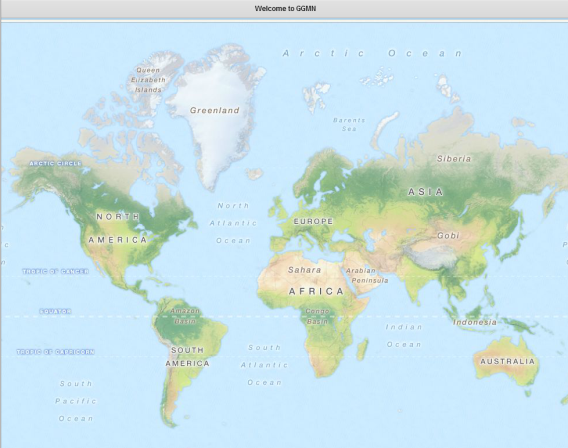 Welcome to GGMN
Arctic Ocean
Queen
Elizabeth
Islands
Greenland
Barents
Sea
ARCTIC CIRCLE
Siberia
ASIA
North
Atlantic
Ocean
NORTH
AMERICA
EUROPE
Gobi
TROPIC OF CANCER
Sahara
Arabian
Peninsula
AFRICA
EQUATOR
Amazon
Basin
Congo
Basin
Indonesia
Indian
Ocean
TROPIC OF CAPRICORN
SOUTH
AMERICA
South
Atlantic
Ocean
AUSTRALIA
South
Pacific
Ocean